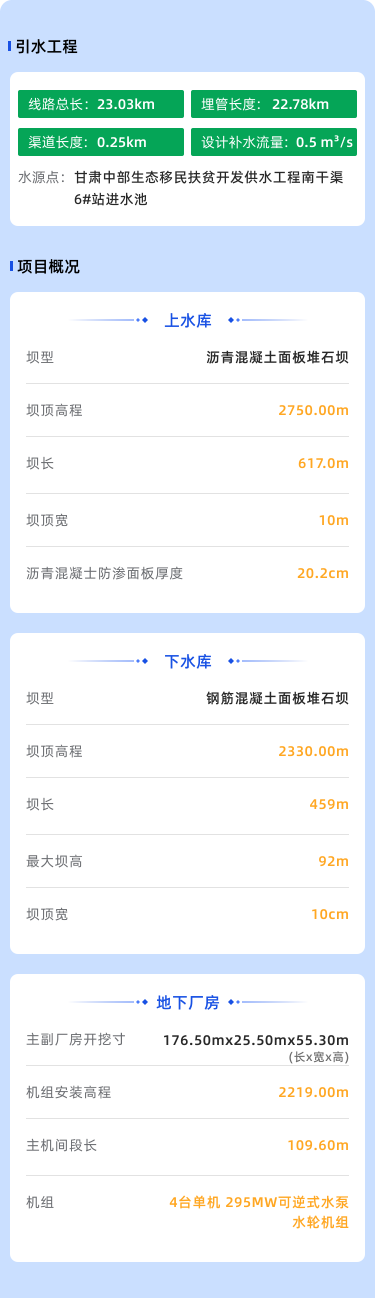 引水工程
线路总长：23.03km
埋管长度：22.78km
渠道长度：0.25km
设计补水流量：0.5 m³/s
水源点：甘肃中部生态移民扶贫开发供水工程南干渠
6#站进水池
项目概况
上水库
坝型 沥青混凝土面板堆石坝
坝顶高程 2750.00m
坝长 617.0m
坝顶宽 10m
沥青混凝士防渗面板厚度 20.2cm
下水库
坝型 钢筋混凝土面板堆石坝
坝顶高程 2330.00m
坝长 459m
最大坝高 92m
坝顶宽 10cm
地下厂房
主副厂房开挖寸 176.50mx25.50mx55.30m
(长x宽x高)
机组安装高程 2219.00m
主机间段长 109.60m
机组 4台单机 295MW可逆式水泵
水轮机组